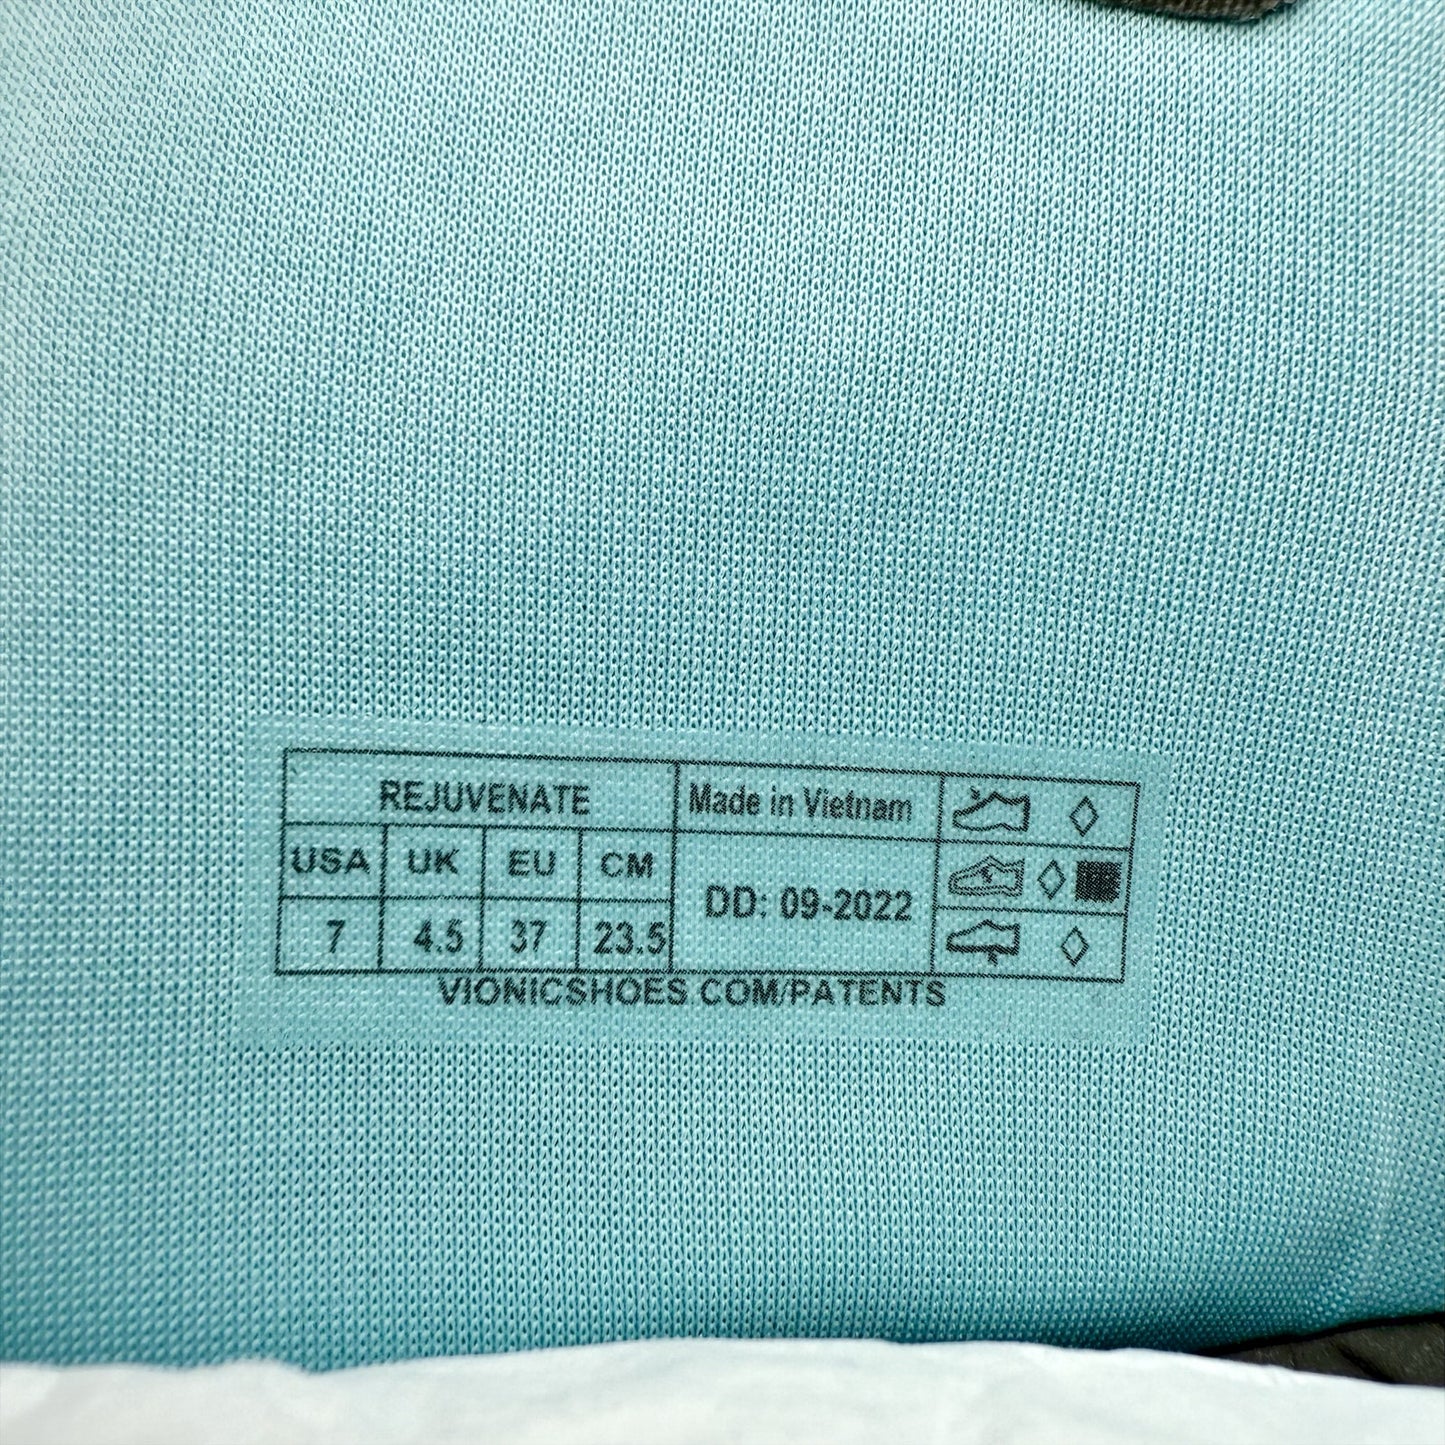 REJUVENATE Made in Vietnam
USA UK EU CM
DD: 09-2022
7 4.5 37 23.5
VIONICSHOES.COM/PATENTS